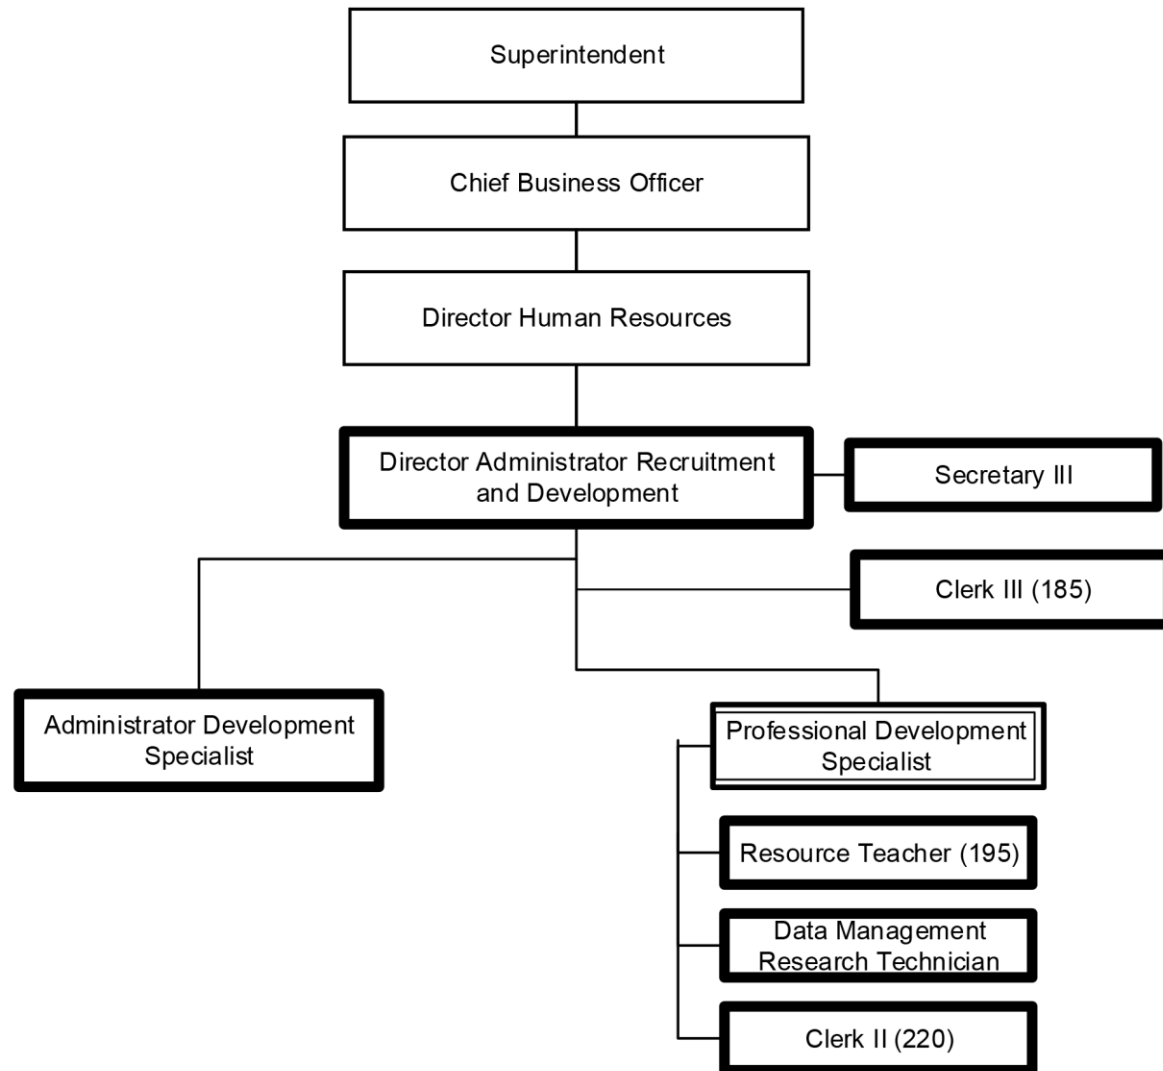 Superintendent
Chief Business Officer
Director Human Resources
Director Administrator Recruitment
and Development
Secretary III
Clerk III (185)
Administrator Development
Specialist
Professional Development
Specialist
Resource Teacher (195)
Data Management
Research Technician
Clerk II (220)